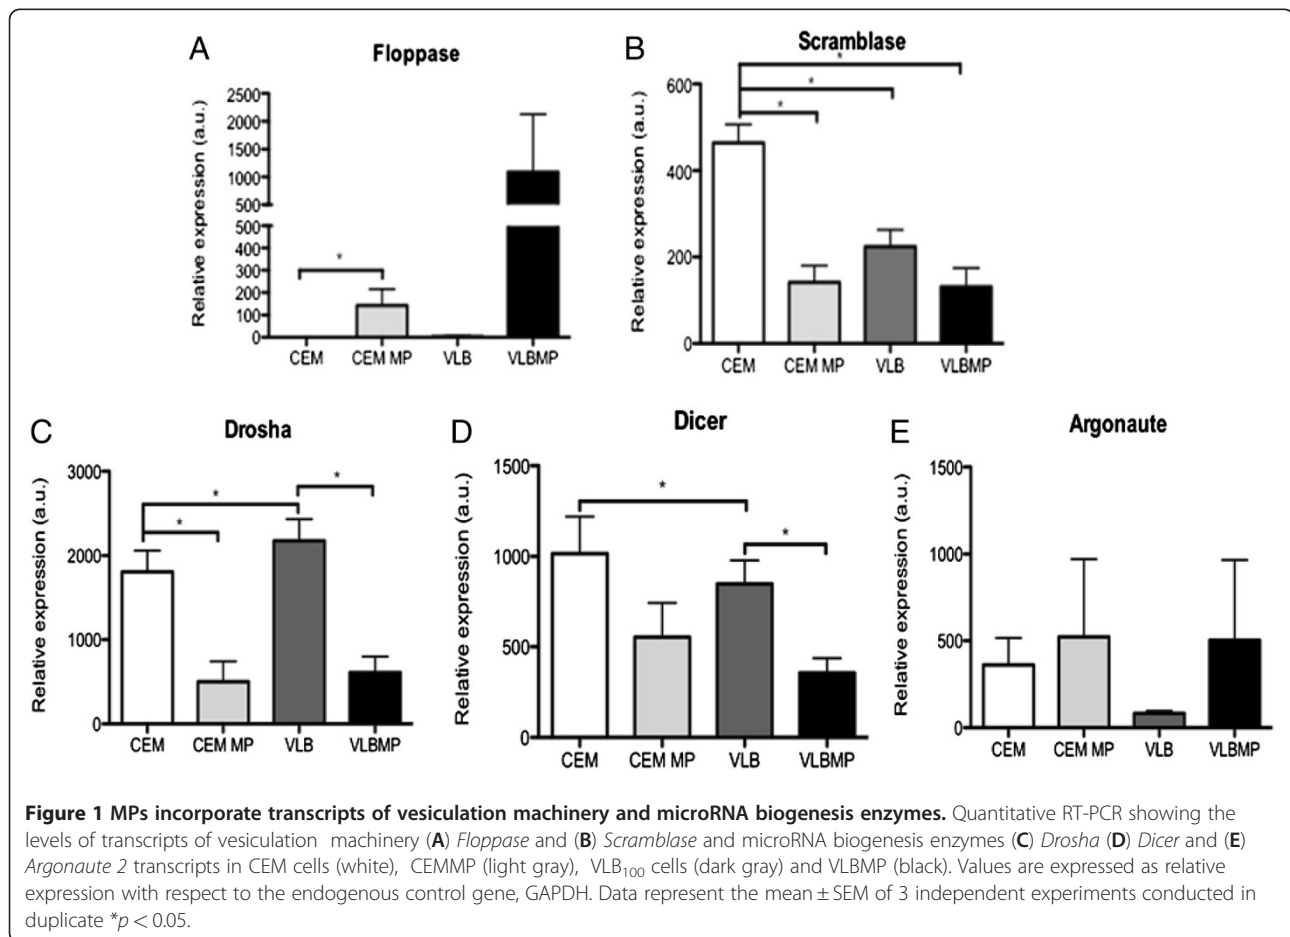 A
Floppase
Relative expression (a.u.)
2500
2000
1500
1000
500
500
400
300
200
100
0
*
CEM
CEM MP
VLB
VLBMP
B
Scramblase
Relative expression (a.u.)
600
400
200
0
*
*
*
CEM
CEM MP
VLB
VLBMP
C
Drosha
Relative expression (a.u.)
3000
2000
1000
0
*
*
*
CEM
CEM MP
VLB
VLBMP
D
Dicer
Relative expression (a.u.)
1500
1000
500
0
*
*
CEM
CEM MP
VLB
VLBMP
E
Argonaute
Relative expression (a.u.)
1500
1000
500
0
CEM
CEM MP
VLB
VLBMP
Figure 1 MPs incorporate transcripts of vesiculation machinery and microRNA biogenesis enzymes. Quantitative RT-PCR showing the
levels of transcripts of vesiculation machinery (A) Floppase and (B) Scramblase and microRNA biogenesis enzymes (C) Drosha (D) Dicer and (E)
Argonaute 2 transcripts in CEM cells (white), CEMMP (light gray), VLB₁₀₀ cells (dark gray) and VLBMP (black). Values are expressed as relative
expression with respect to the endogenous control gene, GAPDH. Data represent the mean ± SEM of 3 independent experiments conducted in
duplicate *p < 0.05.